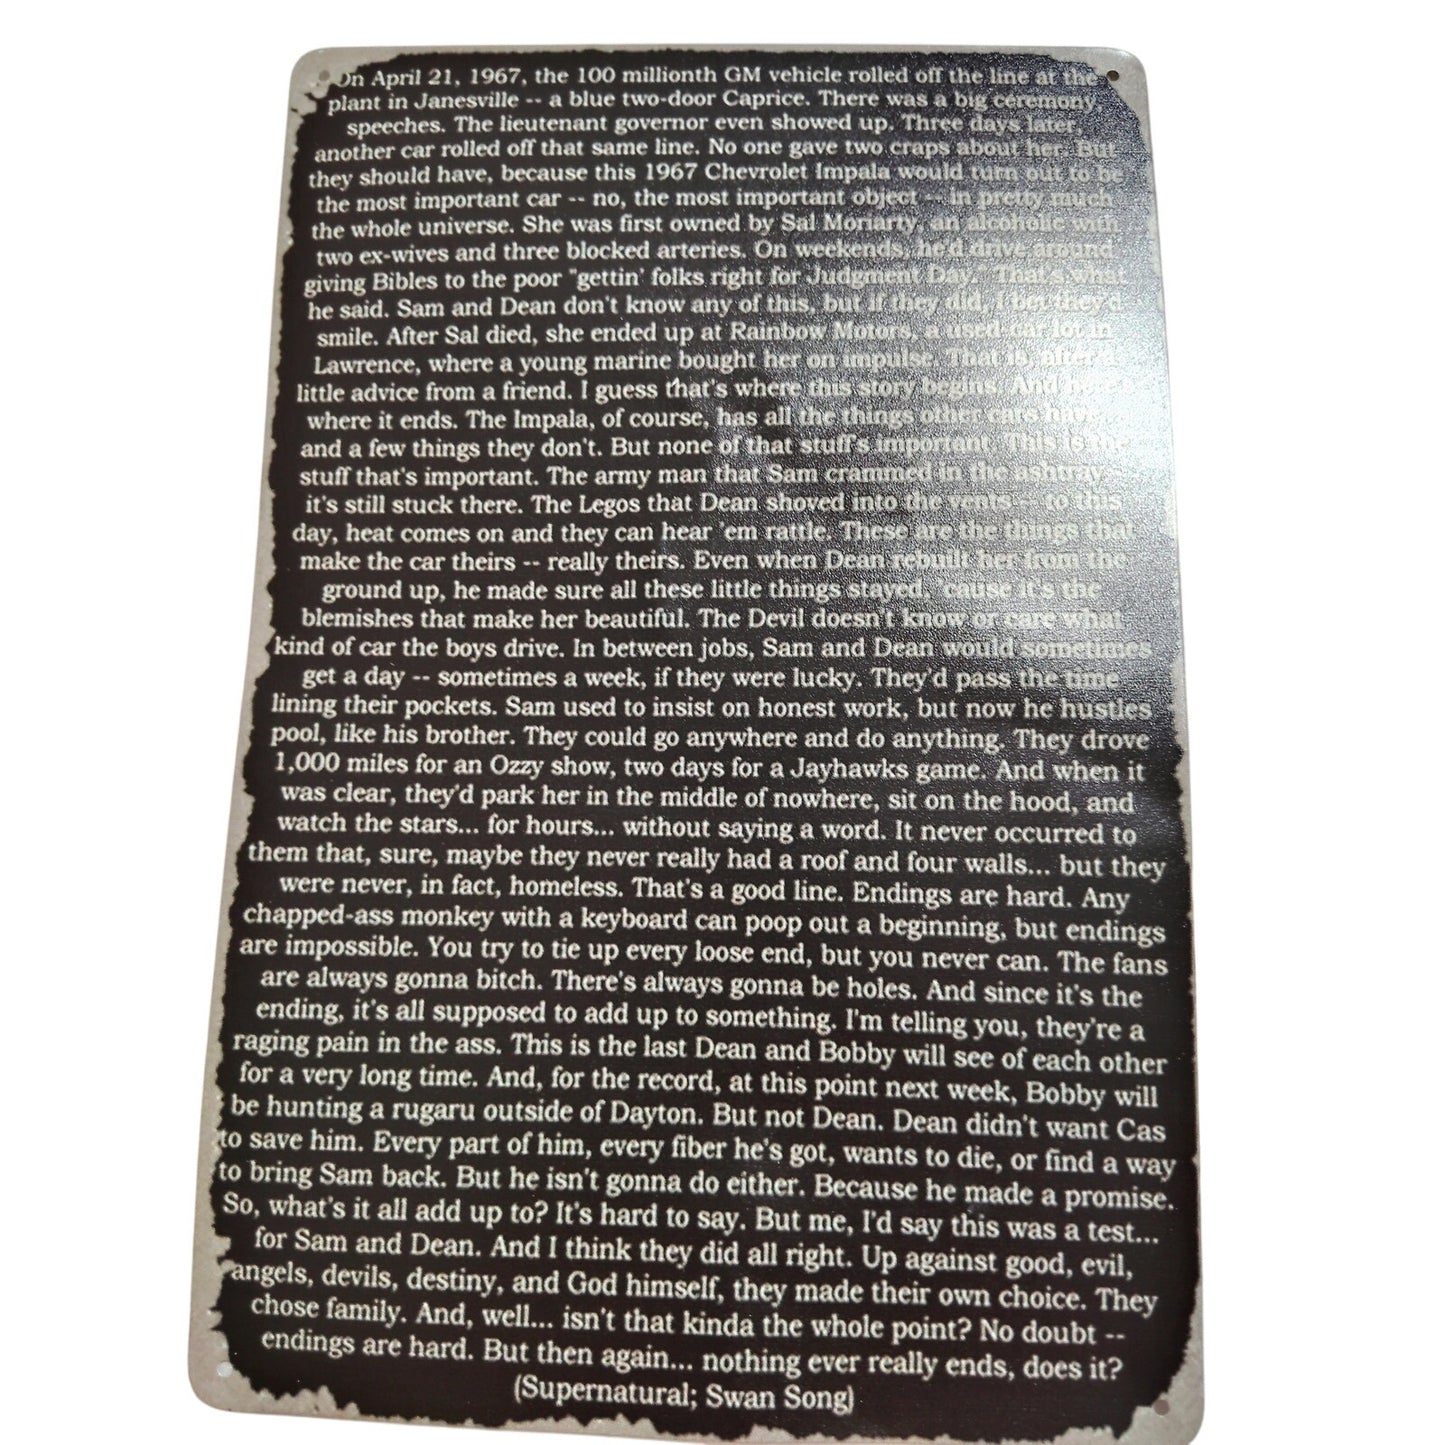 On April 21, 1967, the 100 millionth GM vehicle rolled off the line at the
plant in Janesville -- a blue two-door Caprice. There was a big ceremony,
speeches. The lieutenant governor even showed up. Three days later,
another car rolled off that same line. No one gave two craps about her. But
they should have, because this 1967 Chevrolet Impala would turn out to be
the most important car -- no, the most important object -- in pretty much
the whole universe. She was first owned by Sal Moriarty, an alcoholic with
two ex-wives and three blocked arteries. On weekends, he'd drive around
giving Bibles to the poor "gettin' folks right for Judgment Day." That's what
he said. Sam and Dean don't know any of this, but if they did, I bet they'd
smile. After Sal died, she ended up at Rainbow Motors, a used car lot in
Lawrence, where a young marine bought her on impulse. That is, after a
little advice from a friend. I guess that's where this story begins. And here's
where it ends. The Impala, of course, has all the things other cars have...
and a few things they don't. But none of that stuff's important. This is the
stuff that's important. The army man that Sam crammed in the ashtray --
it's still stuck there. The Legos that Dean shoved into the vents -- to this
day, heat comes on and they can hear 'em rattle. These are the things that
make the car theirs -- really theirs. Even when Dean rebuilt her from the
ground up, he made sure all these little things stayed, 'cause it's the
blemishes that make her beautiful. The Devil doesn't know or care what
kind of car the boys drive. In between jobs, Sam and Dean would sometimes
get a day -- sometimes a week, if they were lucky. They'd pass the time
lining their pockets. Sam used to insist on honest work, but now he hustles
pool, like his brother. They could go anywhere and do anything. They drove
1,000 miles for an Ozzy show, two days for a Jayhawks game. And when it
was clear, they'd park her in the middle of nowhere, sit on the hood, and
watch the stars... for hours... without saying a word. It never occurred to
them that, sure, maybe they never really had a roof and four walls... but they
were never, in fact, homeless. That's a good line. Endings are hard. Any
chapped-ass monkey with a keyboard can poop out a beginning, but endings
are impossible. You try to tie up every loose end, but you never can. The fans
are always gonna bitch. There's always gonna be holes. And since it's the
ending, it's all supposed to add up to something. I'm telling you, they're a
raging pain in the ass. This is the last Dean and Bobby will see of each other
for a very long time. And, for the record, at this point next week, Bobby will
be hunting a rugaru outside of Dayton. But not Dean. Dean didn't want Cas
to save him. Every part of him, every fiber he's got, wants to die, or find a way
to bring Sam back. But he isn't gonna do either. Because he made a promise.
So, what's it all add up to? It's hard to say. But me, I'd say this was a test...
for Sam and Dean. And I think they did all right. Up against good, evil,
angels, devils, destiny, and God himself, they made their own choice. They
chose family. And, well... isn't that kinda the whole point? No doubt --
endings are hard. But then again... nothing ever really ends, does it?
(Supernatural; Swan Song)